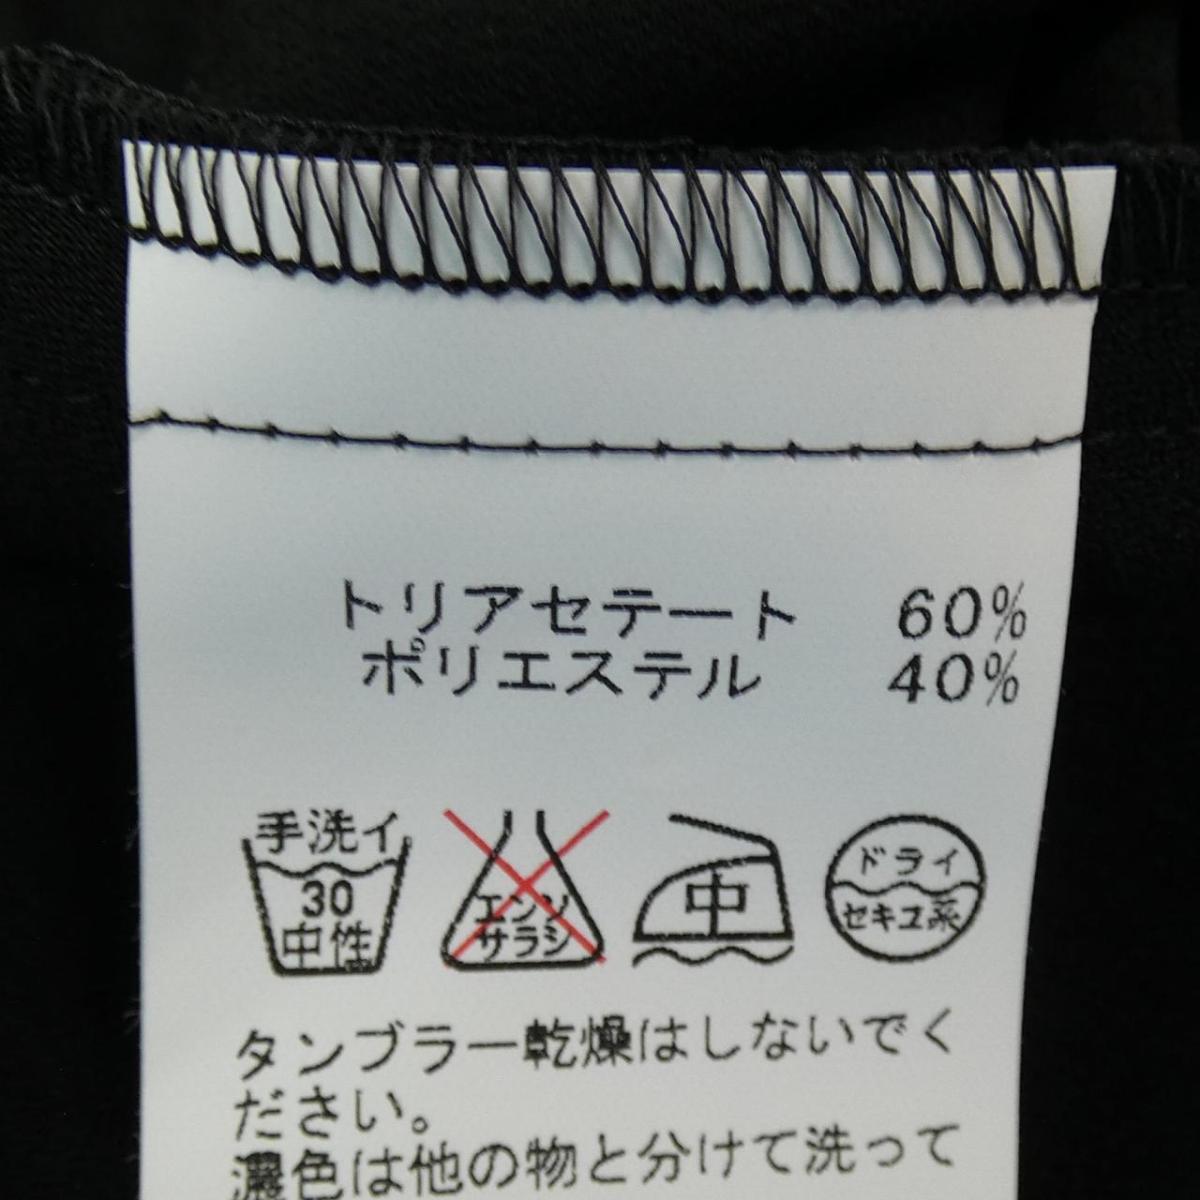 トリアセテート 60%
ポリエステル 40%
手洗イ
30
中性
エンソ
サラシ
中
ドライ
セキユ系
タンブラー乾燥はしないでく
ださい。
濃色は他の物と分けて洗って